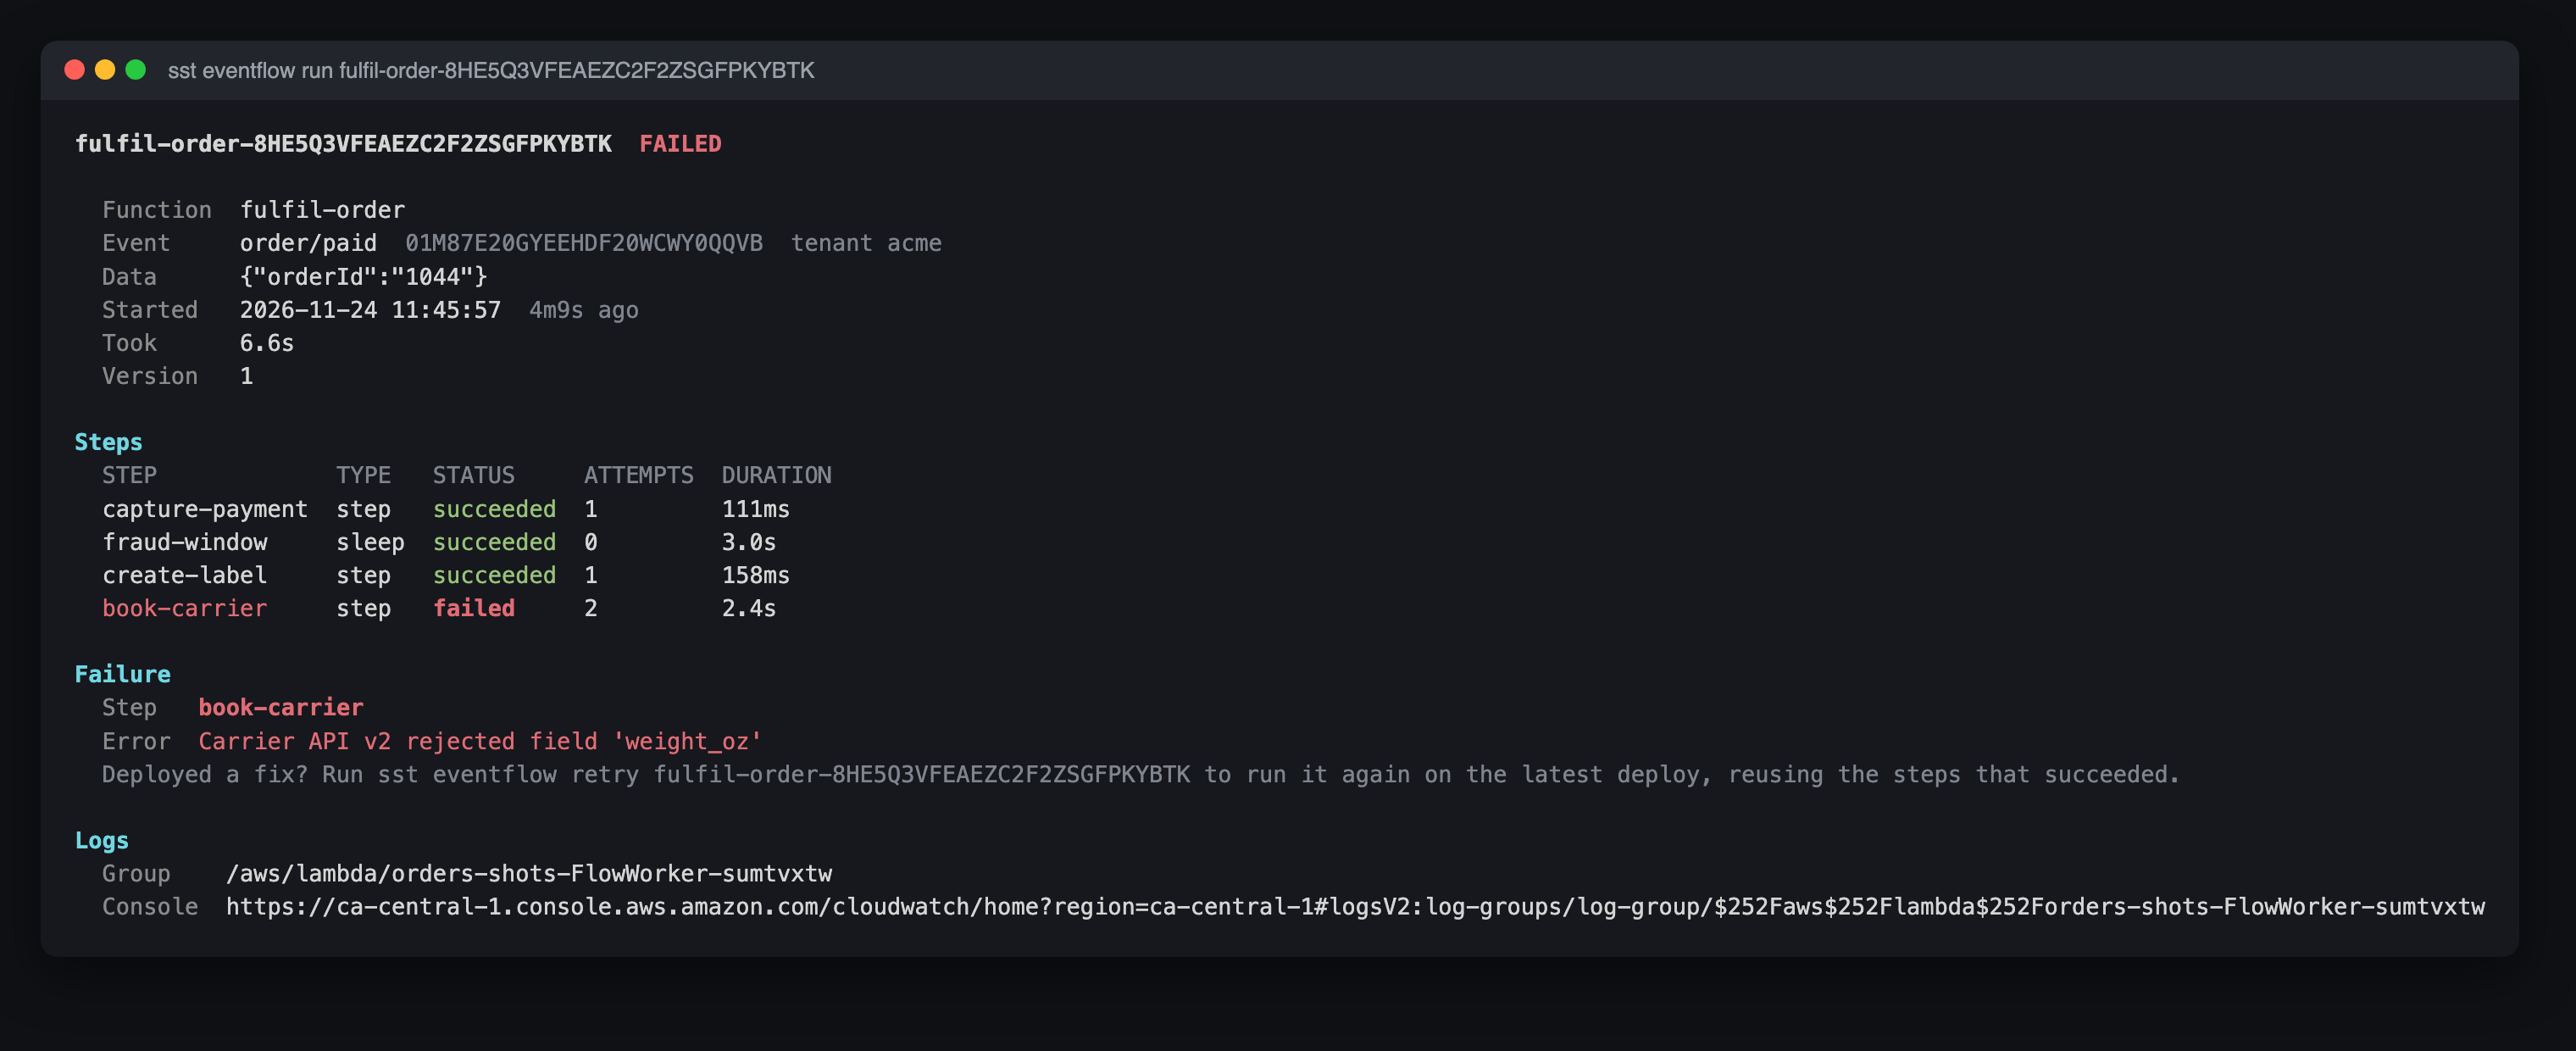 sst eventflow run fulfil-order-8HE5Q3VFEAEZC2F2ZSGFPKYBTK
fulfil-order-8HE5Q3VFEAEZC2F2ZSGFPKYBTK  FAILED
Function  fulfil-order
Event  order/paid  01M87E20GYEEHDF20WCWY0QQVB  tenant acme
Data  {"orderId":"1044"}
Started  2026-11-24 11:45:57  4m9s ago
Took  6.6s
Version  1
Steps
STEP  TYPE  STATUS  ATTEMPTS  DURATION
capture-payment  step  succeeded  1  111ms
fraud-window  sleep  succeeded  0  3.0s
create-label  step  succeeded  1  158ms
book-carrier  step  failed  2  2.4s
Failure
Step  book-carrier
Error  Carrier API v2 rejected field 'weight_oz'
Deployed a fix? Run sst eventflow retry fulfil-order-8HE5Q3VFEAEZC2F2ZSGFPKYBTK to run it again on the latest deploy, reusing the steps that succeeded.
Logs
Group  /aws/lambda/orders-shots-FlowWorker-sumtvxtw
Console  https://ca-central-1.console.aws.amazon.com/cloudwatch/home?region=ca-central-1#logsV2:log-groups/log-group/$252Faws$252Flambda$252Forders-shots-FlowWorker-sumtvxtw